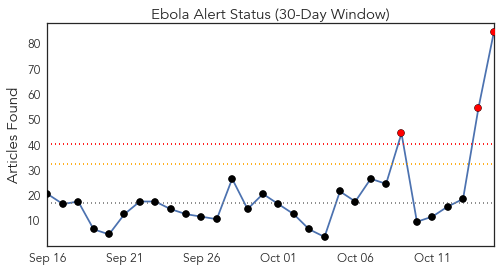 Ebola Alert Status (30-Day Window)
Articles Found
80
70
60
50
40
30
20
10
Sep 16
Sep 21
Sep 26
Oct 01
Oct 06
Oct 11